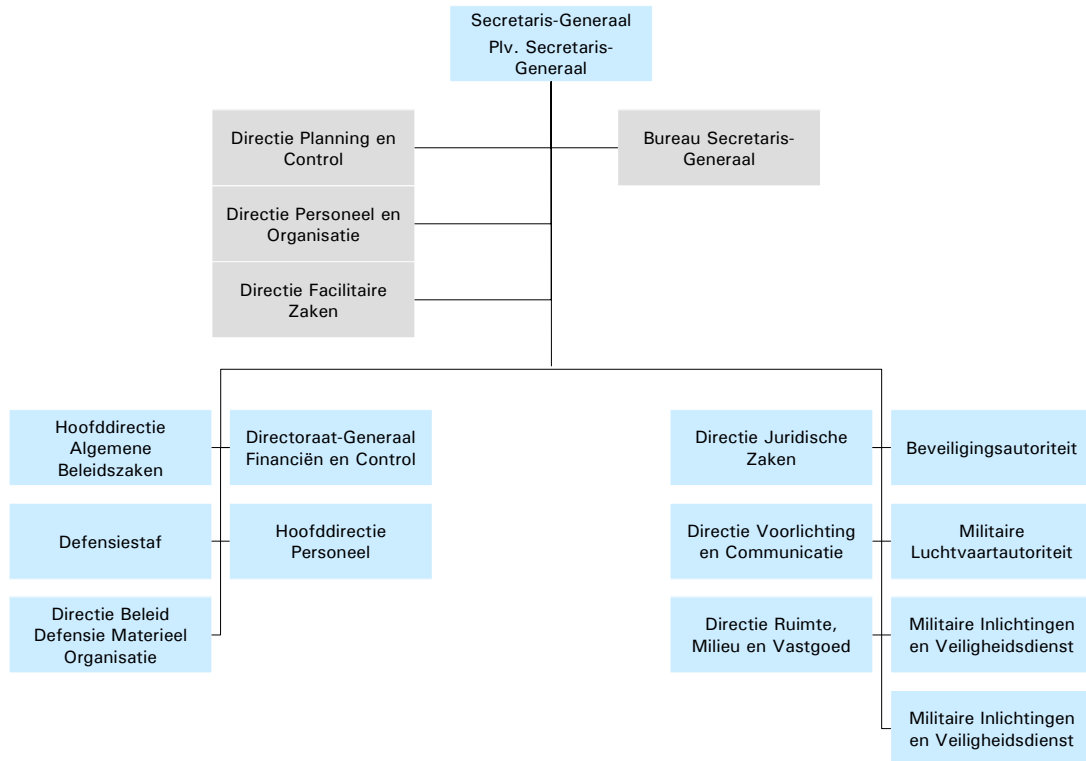 Secretaris-Generaal
Plv. Secretaris-
Generaal
Directie Planning en
Control
Bureau Secretaris-
Generaal
Directie Personeel en
Organisatie
Directie Facilitaire
Zaken
Hoofddirectie
Algemene
Beleidszaken
Directoraat-Generaal
Financiën en Control
Directie Juridische
Zaken
Beveiligingsautoriteit
Defensiestaf
Hoofddirectie
Personeel
Directie Voorlichting
en Communicatie
Militaire
Luchtvaartautoriteit
Directie Beleid
Defensie Materieel
Organisatie
Directie Ruimte,
Milieu en Vastgoed
Militaire Inlichtingen
en Veiligheidsdienst
Militaire Inlichtingen
en Veiligheidsdienst